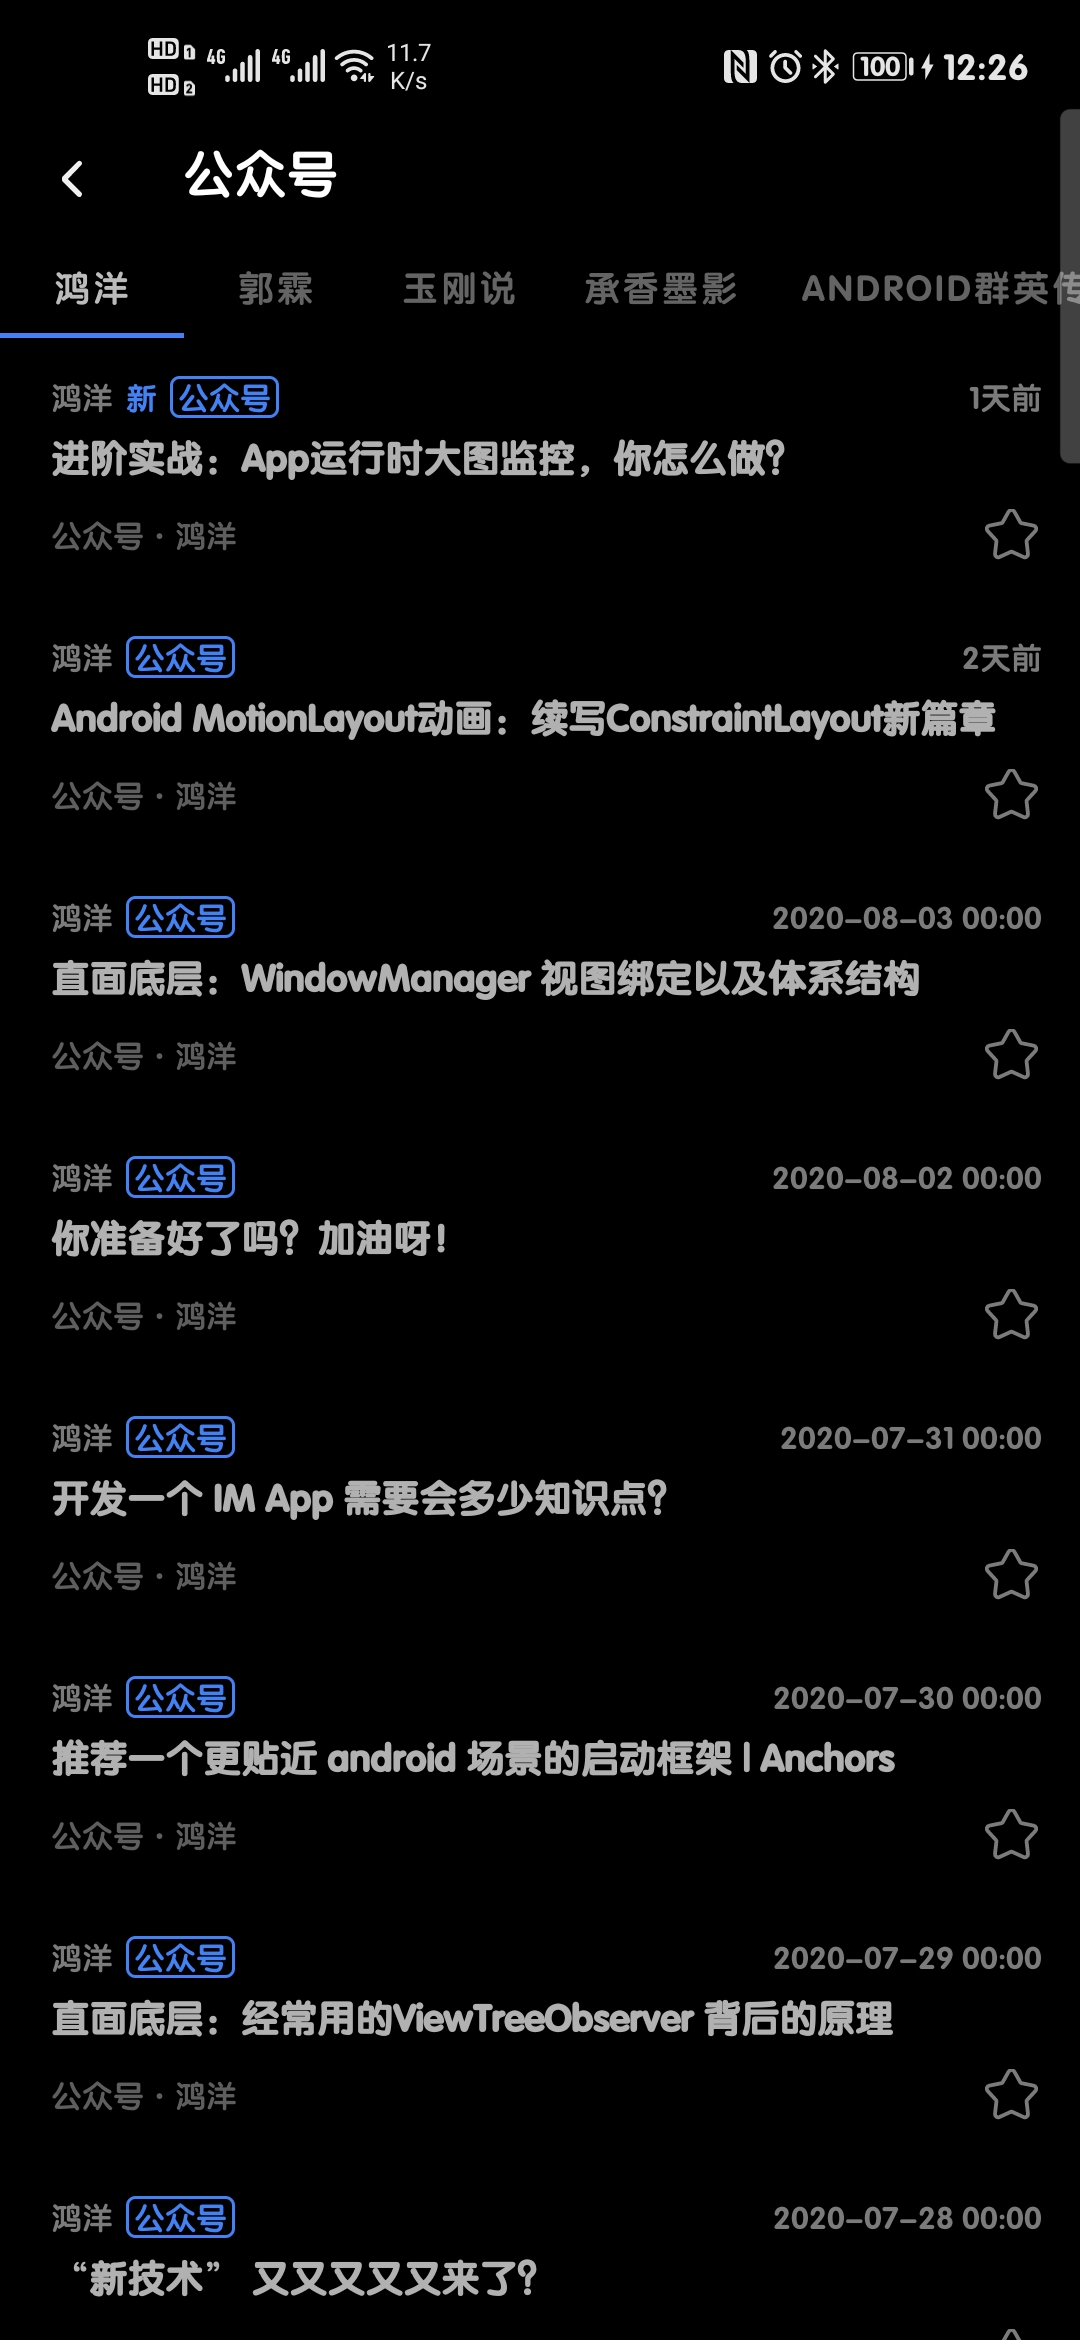 HD 1 4G 4G 11.7 100 12:26
HD 2 K/s
公众号
鸿洋 郭霖 玉刚说 承香墨影 ANDROID群英传
鸿洋 新 公众号 1天前
进阶实战：App运行时大图监控，你怎么做？
公众号·鸿洋
鸿洋 公众号 2天前
Android MotionLayout动画：续写ConstraintLayout新篇章
公众号·鸿洋
鸿洋 公众号 2020-08-03 00:00
直面底层：WindowManager 视图绑定以及体系结构
公众号·鸿洋
鸿洋 公众号 2020-08-02 00:00
你准备好了吗？加油呀！
公众号·鸿洋
鸿洋 公众号 2020-07-31 00:00
开发一个 IM App 需要会多少知识点？
公众号·鸿洋
鸿洋 公众号 2020-07-30 00:00
推荐一个更贴近 android 场景的启动框架 | Anchors
公众号·鸿洋
鸿洋 公众号 2020-07-29 00:00
直面底层：经常用的ViewTreeObserver 背后的原理
公众号·鸿洋
鸿洋 公众号 2020-07-28 00:00
“新技术” 又又又又又来了？